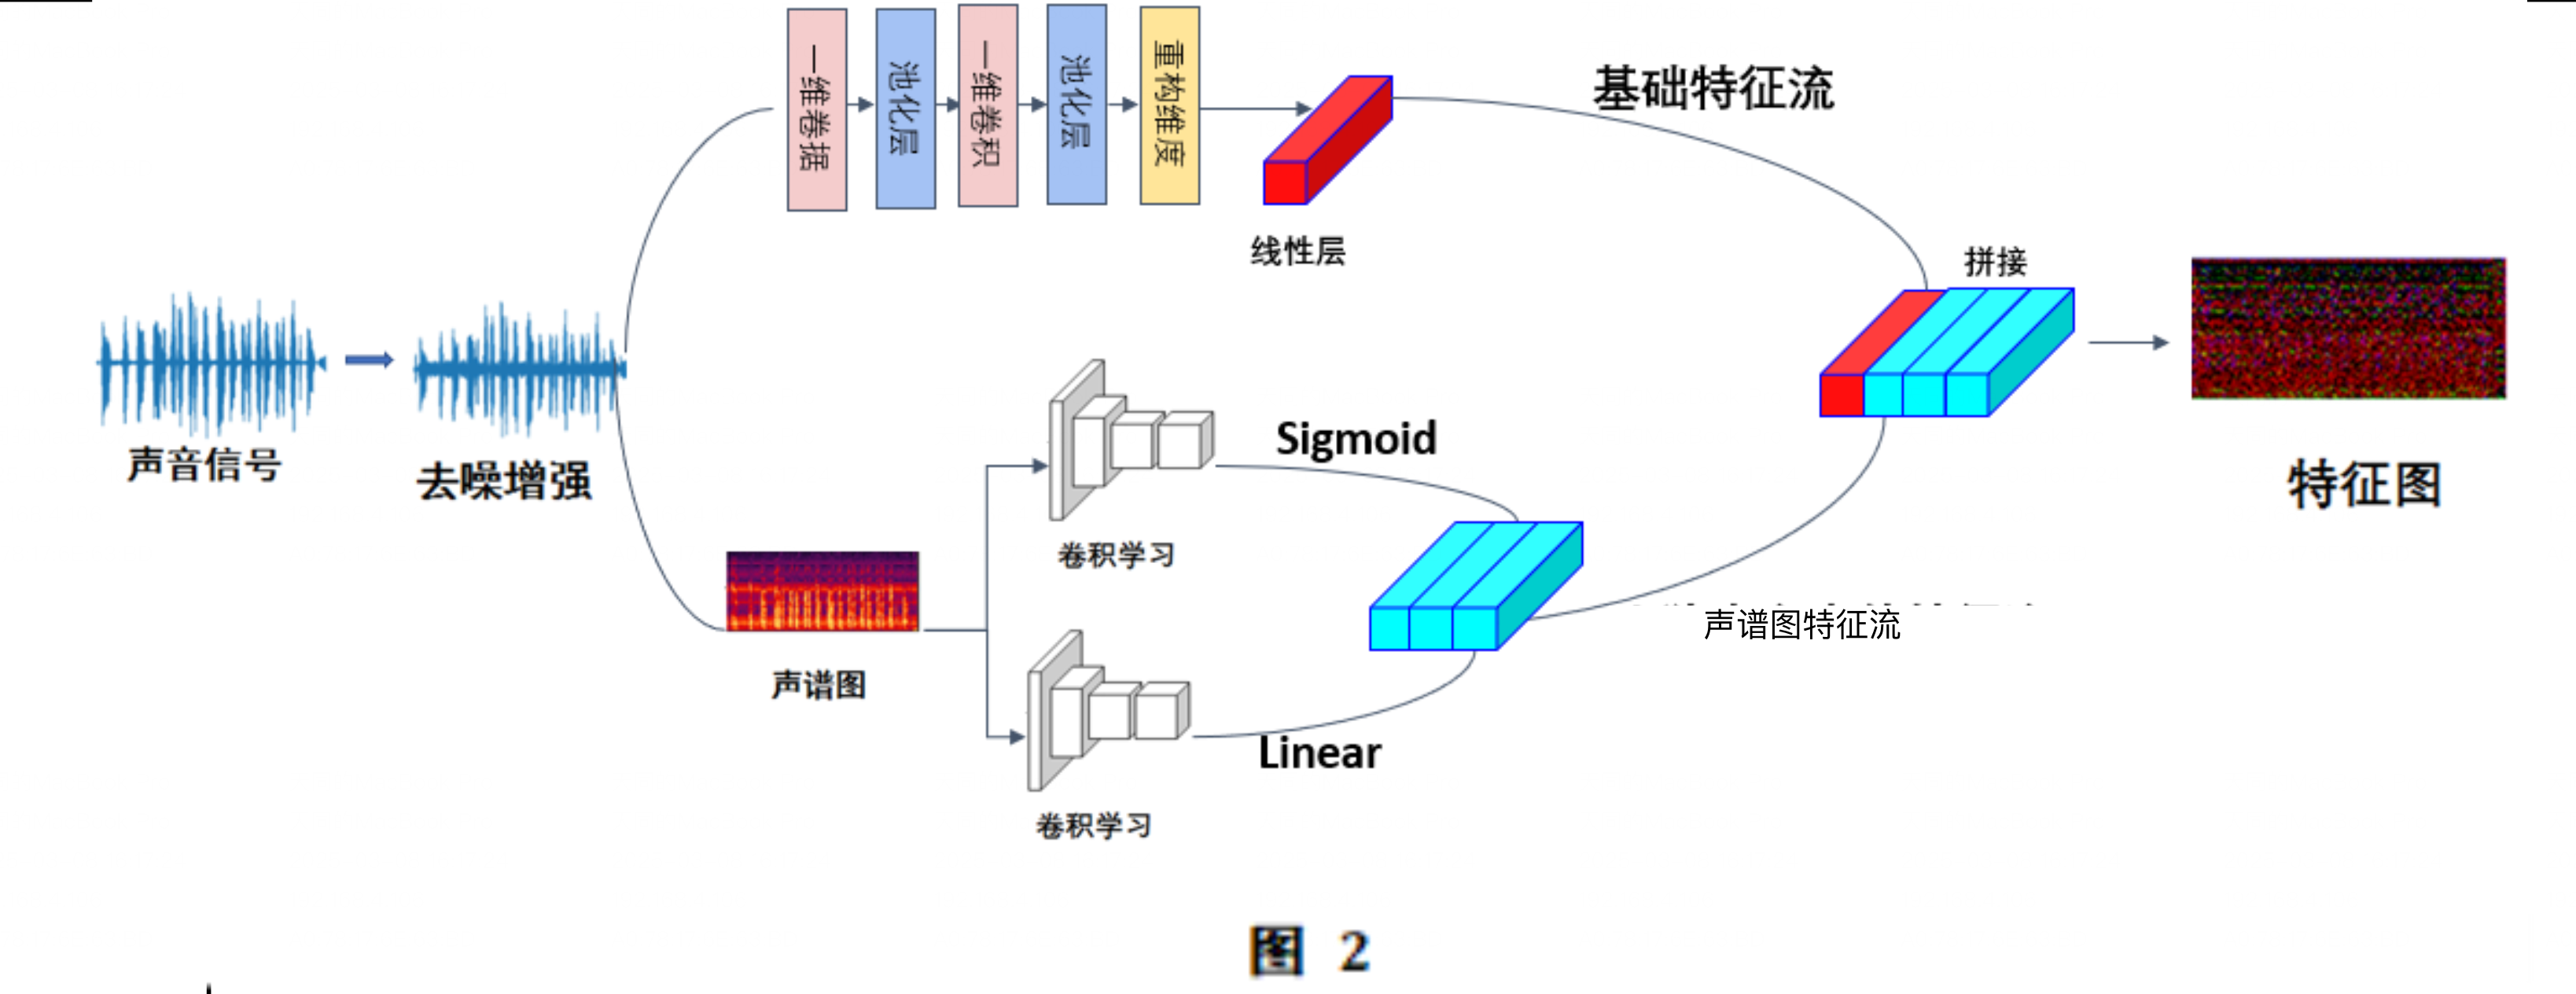 一维卷据
池化层
一维卷积
池化层
重构维度
基础特征流
线性层
拼接
声音信号
去噪增强
Sigmoid
特征图
卷积学习
声谱图特征流
声谱图
Linear
卷积学习
图 2